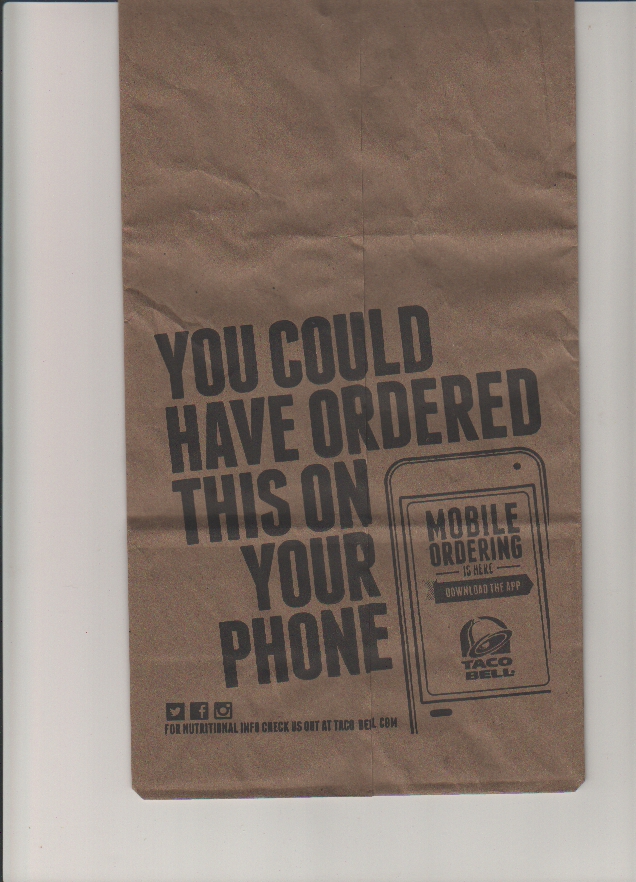 YOU COULD
HAVE ORDERED
THIS ON
YOUR
PHONE
MOBILE
ORDERING
IS HERE
DOWNLOAD THE APP
TACO
BELL
FOR NUTRITIONAL INFO CHECK US OUT AT TACO BELL.COM